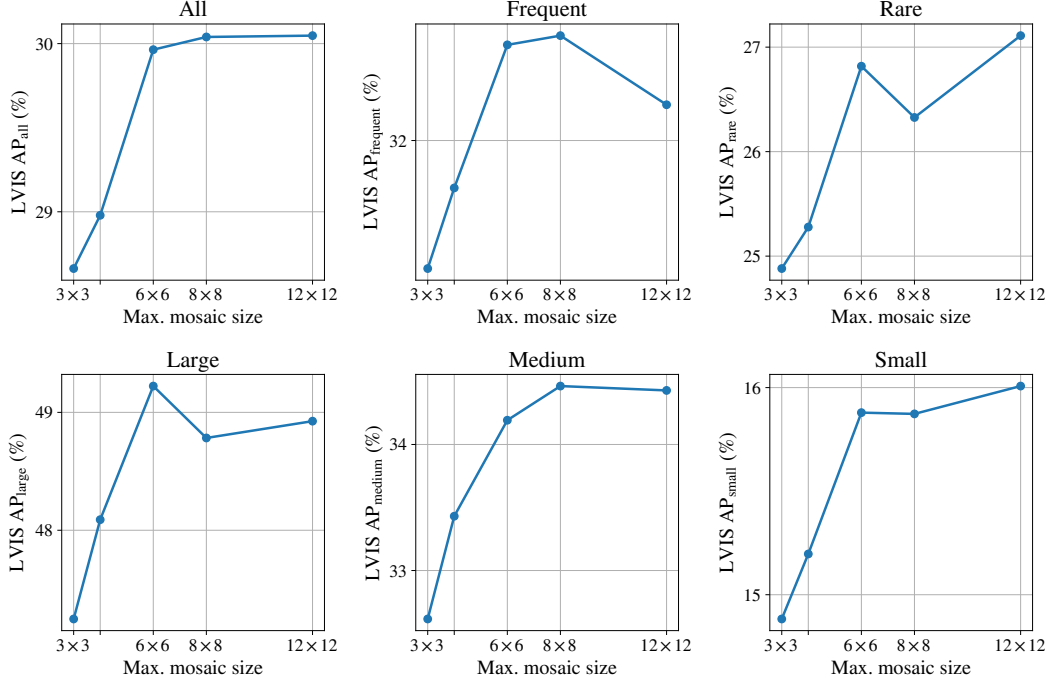 All
LVIS AP_all (%)
30
29
3×3
6×6
8×8
12×12
Max. mosaic size
Frequent
LVIS AP_frequent (%)
32
3×3
6×6
8×8
12×12
Max. mosaic size
Rare
LVIS AP_rare (%)
27
26
25
3×3
6×6
8×8
12×12
Max. mosaic size
Large
LVIS AP_large (%)
49
48
3×3
6×6
8×8
12×12
Max. mosaic size
Medium
LVIS AP_medium (%)
34
33
3×3
6×6
8×8
12×12
Max. mosaic size
Small
LVIS AP_small (%)
16
15
3×3
6×6
8×8
12×12
Max. mosaic size